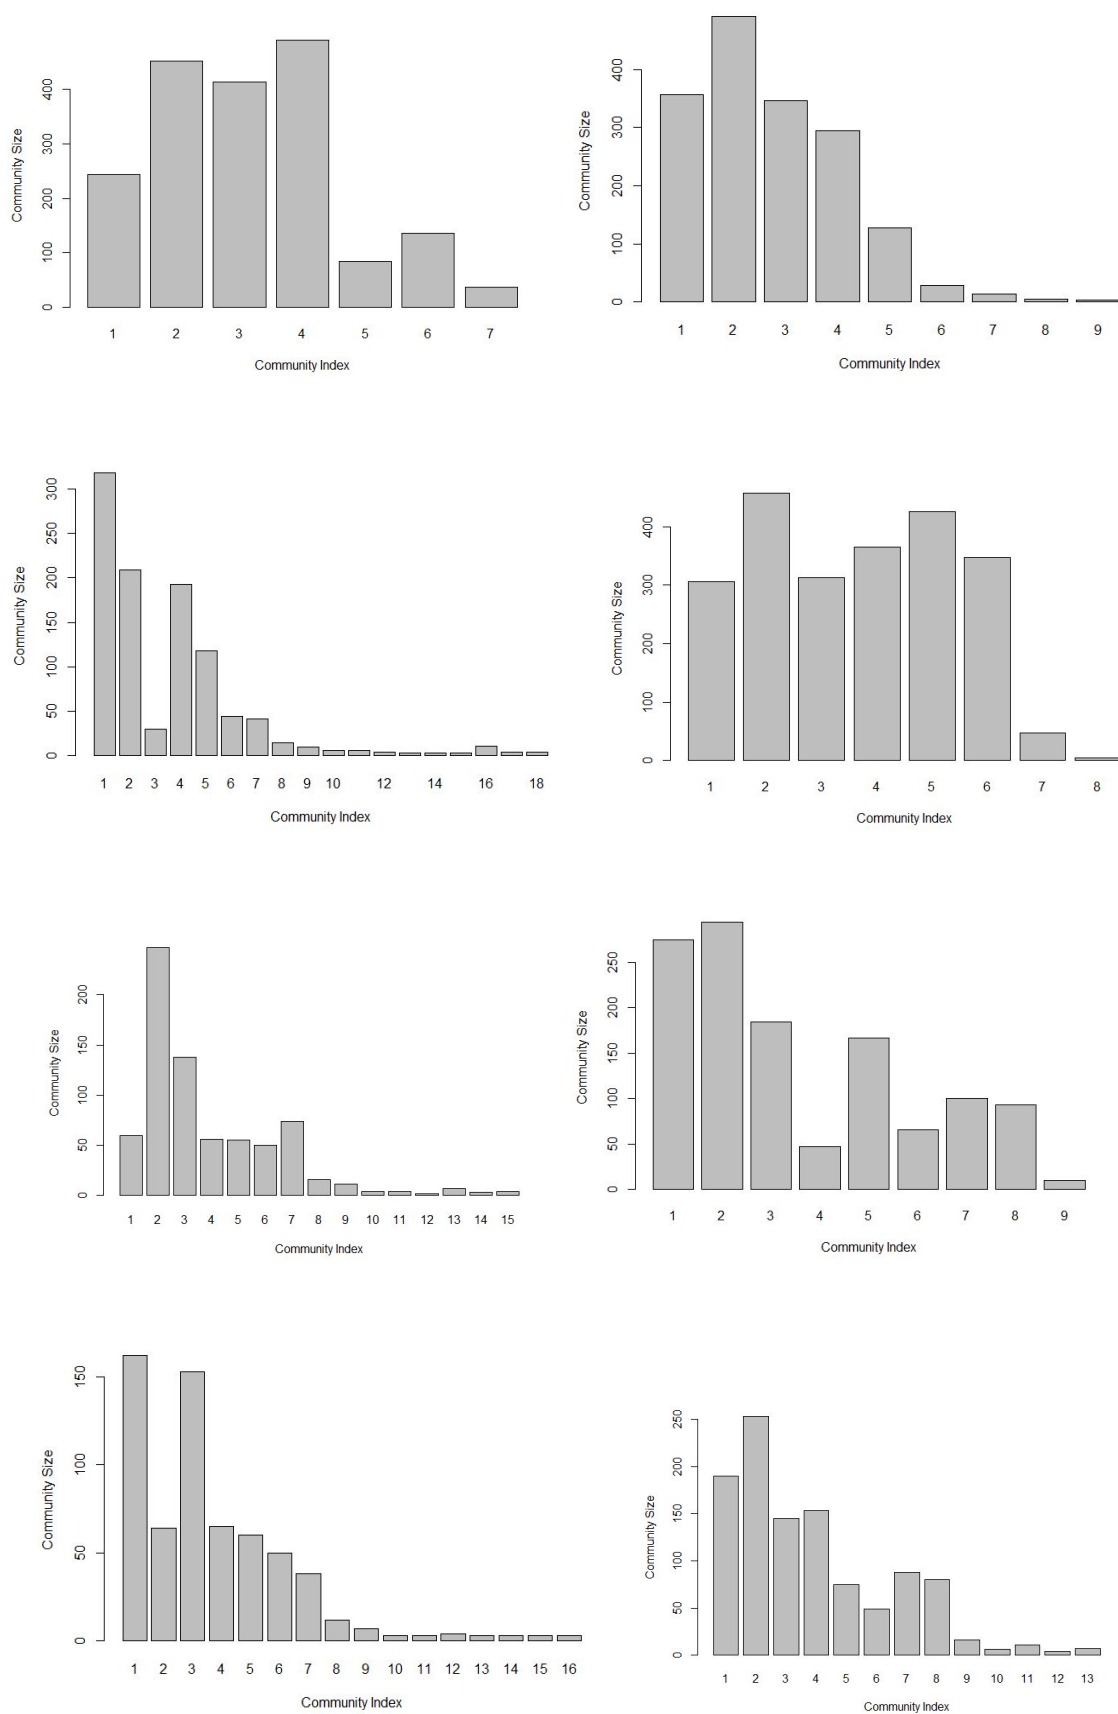 Community Size
400
300
200
100
0
1 2 3 4 5 6 7
Community Index
Community Size
400
300
200
100
0
1 2 3 4 5 6 7 8 9
Community Index
Community Size
300
250
200
150
100
50
0
1 2 3 4 5 6 7 8 9 10 12 14 16 18
Community Index
Community Size
400
300
200
100
0
1 2 3 4 5 6 7 8
Community Index
Community Size
200
150
100
50
0
1 2 3 4 5 6 7 8 9 10 11 12 13 14 15
Community Index
Community Size
250
200
150
100
50
0
1 2 3 4 5 6 7 8 9
Community Index
Community Size
150
100
50
0
1 2 3 4 5 6 7 8 9 10 11 12 13 14 15 16
Community Index
Community Size
250
200
150
100
50
0
1 2 3 4 5 6 7 8 9 10 11 12 13
Community Index